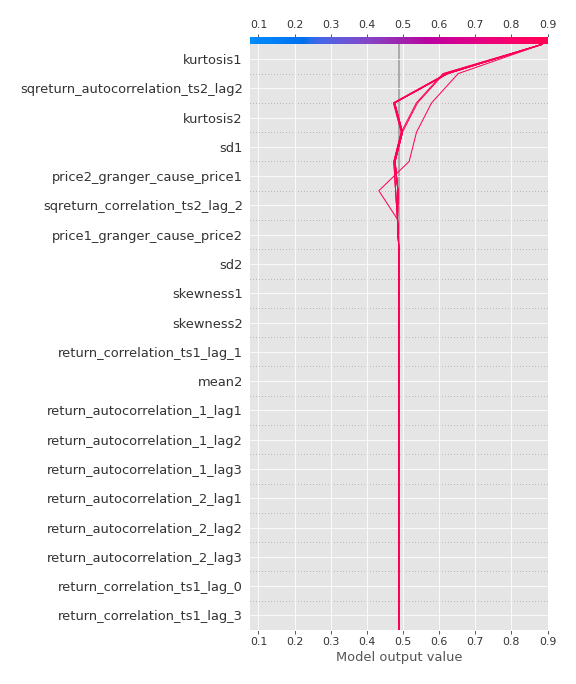 0.1 0.2 0.3 0.4 0.5 0.6 0.7 0.8 0.9
kurtosis1
sqreturn_autocorrelation_ts2_lag2
kurtosis2
sd1
price2_granger_cause_price1
sqreturn_correlation_ts2_lag_2
price1_granger_cause_price2
sd2
skewness1
skewness2
return_correlation_ts1_lag_1
mean2
return_autocorrelation_1_lag1
return_autocorrelation_1_lag2
return_autocorrelation_1_lag3
return_autocorrelation_2_lag1
return_autocorrelation_2_lag2
return_autocorrelation_2_lag3
return_correlation_ts1_lag_0
return_correlation_ts1_lag_3
0.1 0.2 0.3 0.4 0.5 0.6 0.7 0.8 0.9
Model output value